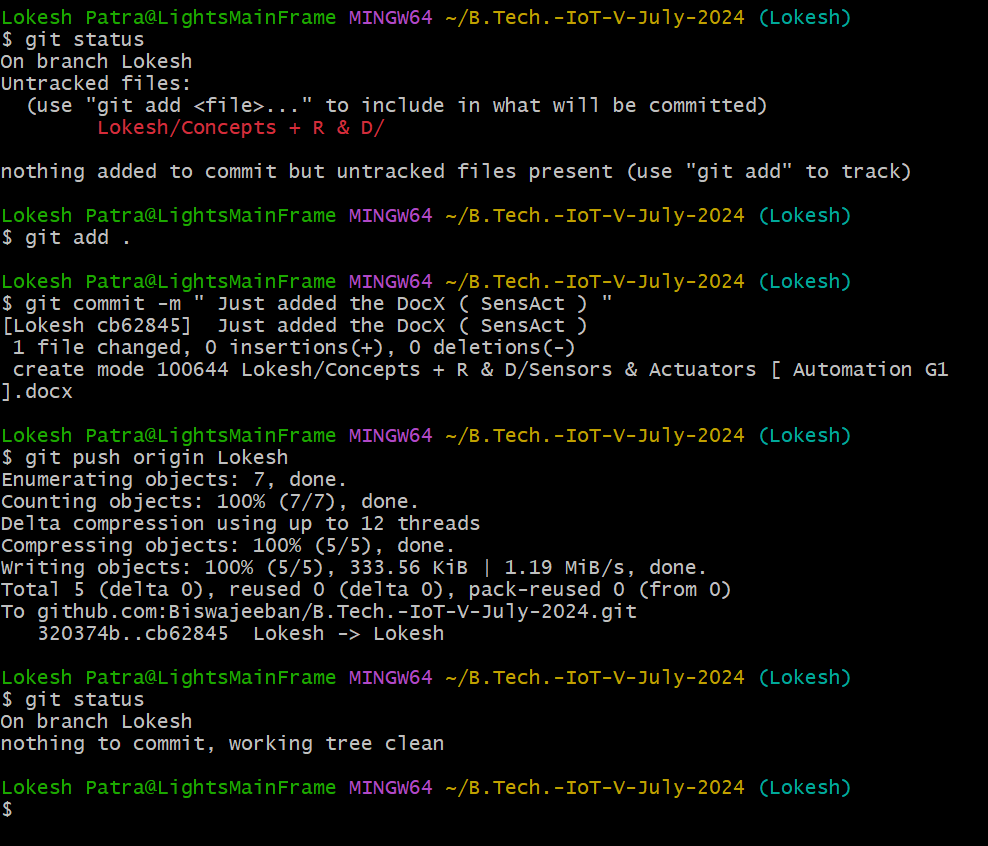 Lokesh Patra@LightsMainFrame MINGW64 ~/B.Tech.-IoT-V-July-2024 (Lokesh)
$ git status
On branch Lokesh
Untracked files:
  (use "git add <file>..." to include in what will be committed)
        Lokesh/Concepts + R & D/

nothing added to commit but untracked files present (use "git add" to track)

Lokesh Patra@LightsMainFrame MINGW64 ~/B.Tech.-IoT-V-July-2024 (Lokesh)
$ git add .

Lokesh Patra@LightsMainFrame MINGW64 ~/B.Tech.-IoT-V-July-2024 (Lokesh)
$ git commit -m " Just added the DocX ( SensAct ) "
[Lokesh cb62845]  Just added the DocX ( SensAct )
 1 file changed, 0 insertions(+), 0 deletions(-)
 create mode 100644 Lokesh/Concepts + R & D/Sensors & Actuators [ Automation G1
].docx

Lokesh Patra@LightsMainFrame MINGW64 ~/B.Tech.-IoT-V-July-2024 (Lokesh)
$ git push origin Lokesh
Enumerating objects: 7, done.
Counting objects: 100% (7/7), done.
Delta compression using up to 12 threads
Compressing objects: 100% (5/5), done.
Writing objects: 100% (5/5), 333.56 KiB | 1.19 MiB/s, done.
Total 5 (delta 0), reused 0 (delta 0), pack-reused 0 (from 0)
To github.com:Biswajeeban/B.Tech.-IoT-V-July-2024.git
   320374b..cb62845  Lokesh -> Lokesh

Lokesh Patra@LightsMainFrame MINGW64 ~/B.Tech.-IoT-V-July-2024 (Lokesh)
$ git status
On branch Lokesh
nothing to commit, working tree clean

Lokesh Patra@LightsMainFrame MINGW64 ~/B.Tech.-IoT-V-July-2024 (Lokesh)
$